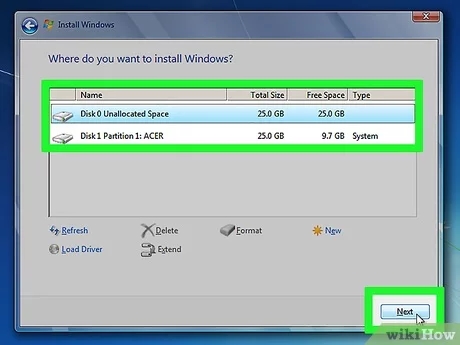 Install Windows
Where do you want to install Windows?
Name Total Size Free Space Type
Disk 0 Unallocated Space 25.0 GB 25.0 GB
Disk 1 Partition 1: ACER 25.0 GB 9.7 GB System
Refresh Delete Format New
Load Driver Extend
Next
wikiHow